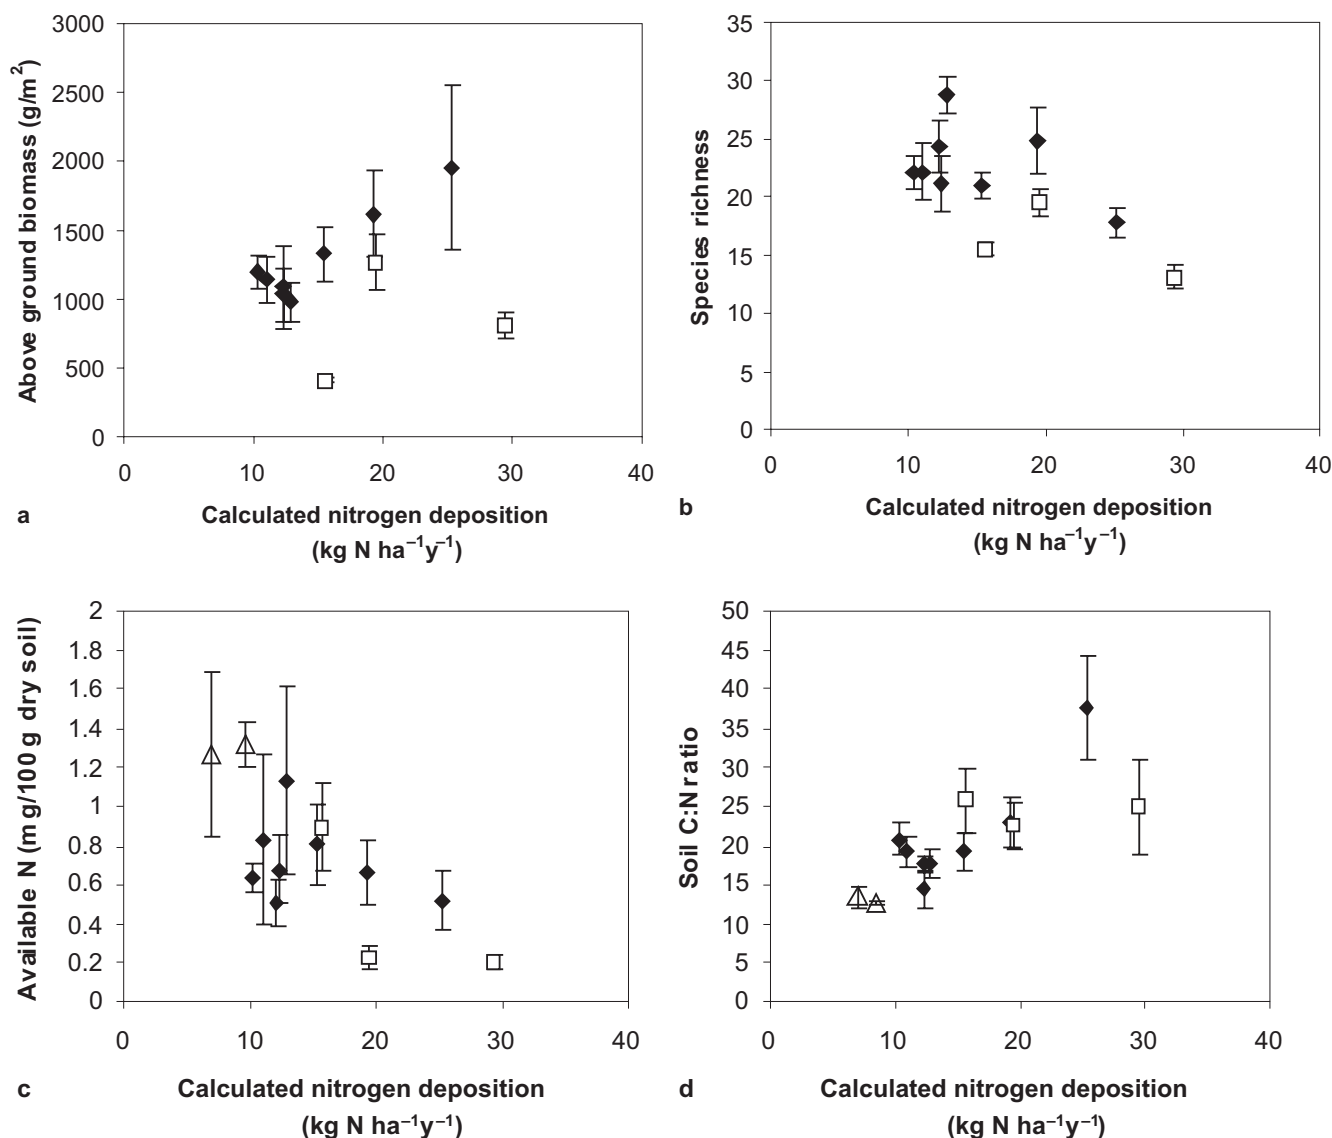 3000
2500
2000
1500
1000
500
0
Above ground biomass (g/m²)
0 10 20 30 40
a
Calculated nitrogen deposition
(kg N ha⁻¹y⁻¹)
35
30
25
20
15
10
5
0
Species richness
0 10 20 30 40
b
Calculated nitrogen deposition
(kg N ha⁻¹y⁻¹)
2
1.8
1.6
1.4
1.2
1
0.8
0.6
0.4
0.2
0
Available N (mg/100 g dry soil)
0 10 20 30 40
c
Calculated nitrogen deposition
(kg N ha⁻¹y⁻¹)
50
45
40
35
30
25
20
15
10
5
0
Soil C:N ratio
0 10 20 30 40
d
Calculated nitrogen deposition
(kg N ha⁻¹y⁻¹)